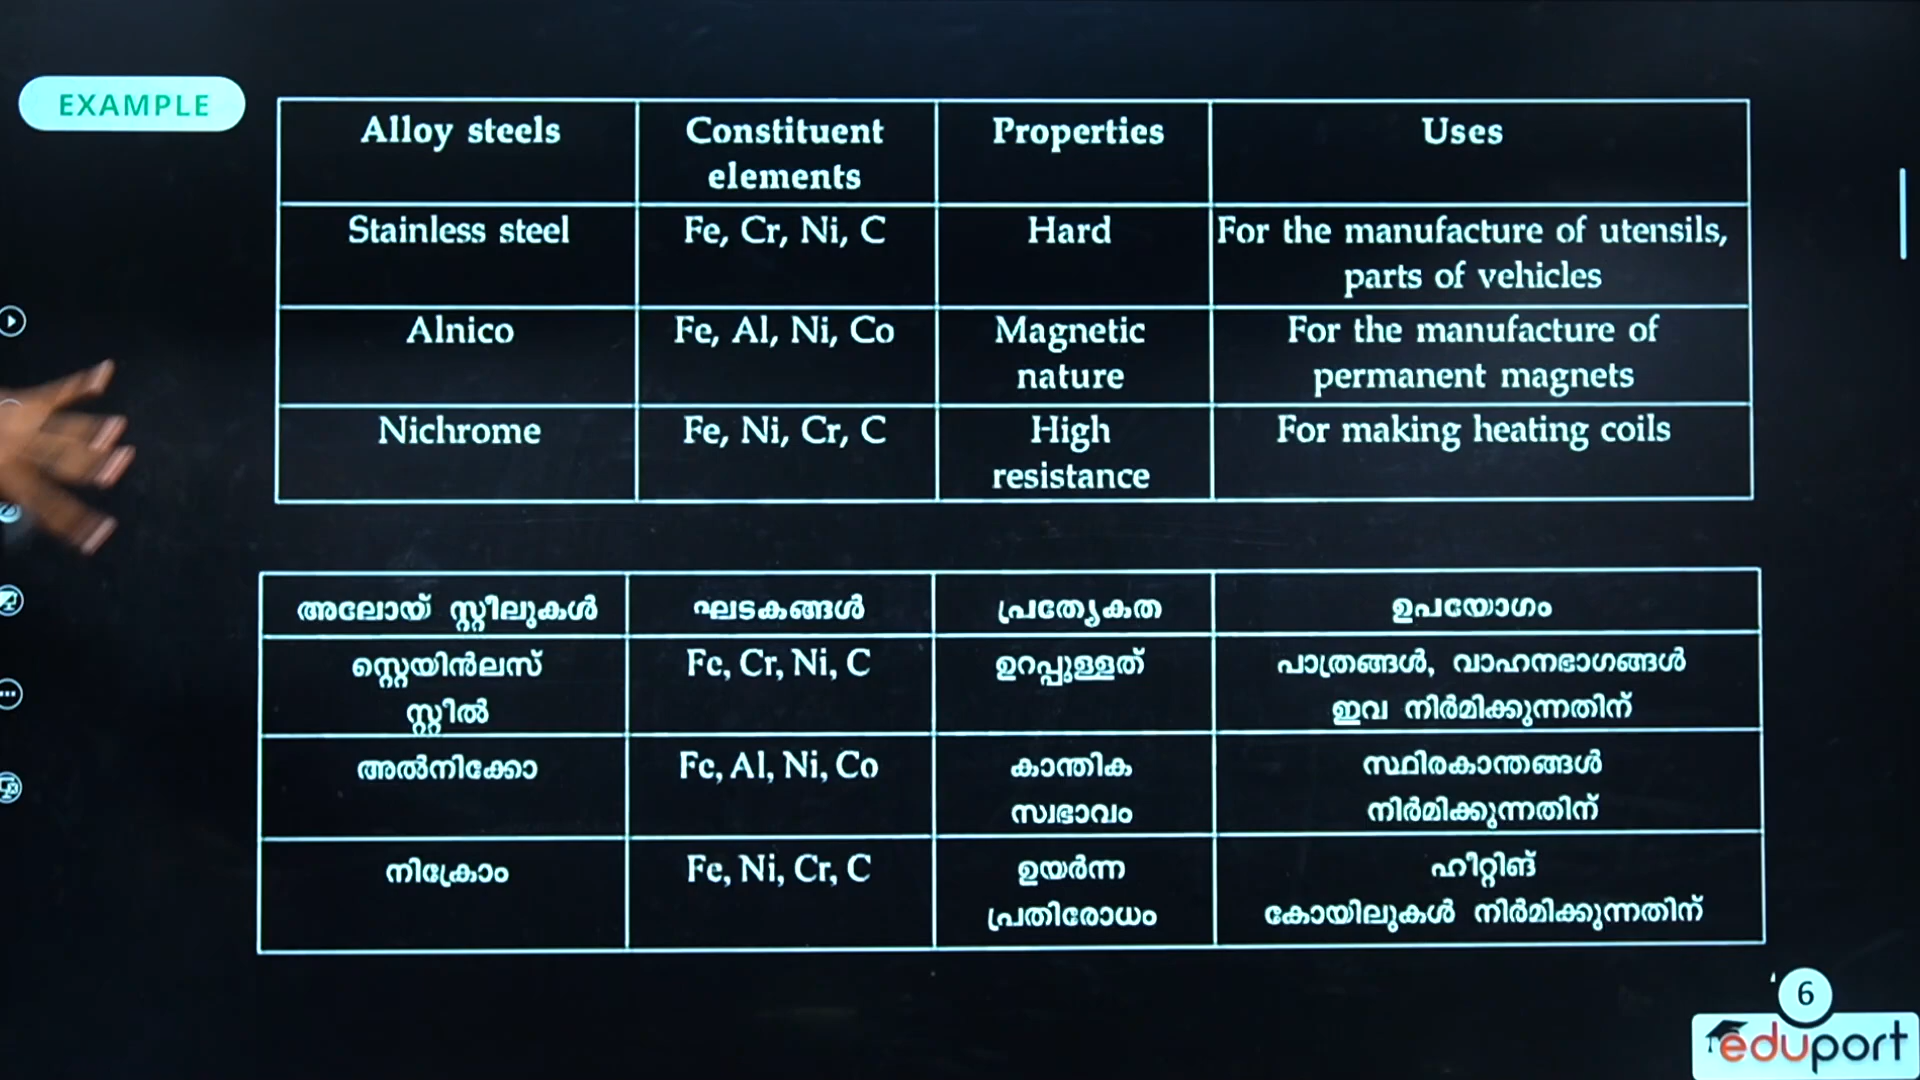 EXAMPLE
Alloy steels
Constituent
elements
Properties
Uses
Stainless steel
Fe, Cr, Ni, C
Hard
For the manufacture of utensils,
parts of vehicles
Alnico
Fe, Al, Ni, Co
Magnetic
nature
For the manufacture of
permanent magnets
Nichrome
Fe, Ni, Cr, C
High
resistance
For making heating coils
അലോയ് സ്റ്റീലുകൾ
ഘടകങ്ങൾ
പ്രത്യേകത
ഉപയോഗം
സ്റ്റെയിൻലസ്
സ്റ്റീൽ
Fe, Cr, Ni, C
ഉറപ്പുള്ളത്
പാത്രങ്ങൾ, വാഹനഭാഗങ്ങൾ
ഇവ നിർമിക്കുന്നതിന്
അൽനിക്കോ
Fe, Al, Ni, Co
കാന്തിക
സ്വഭാവം
സ്ഥിരകാന്തങ്ങൾ
നിർമിക്കുന്നതിന്
നിക്രോം
Fe, Ni, Cr, C
ഉയർന്ന
പ്രതിരോധം
ഹീറ്റിങ്
കോയിലുകൾ നിർമിക്കുന്നതിന്
6
eduport